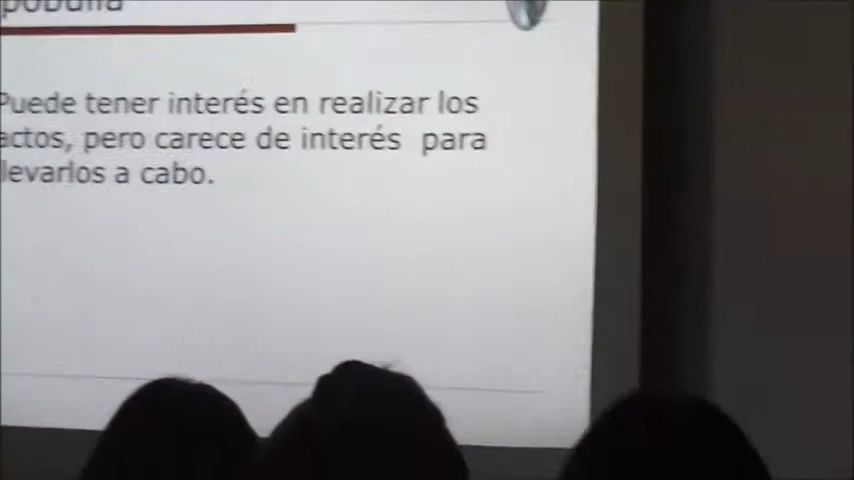 Puede tener interés en realizar los
actos, pero carece de interés para
llevarlos a cabo.